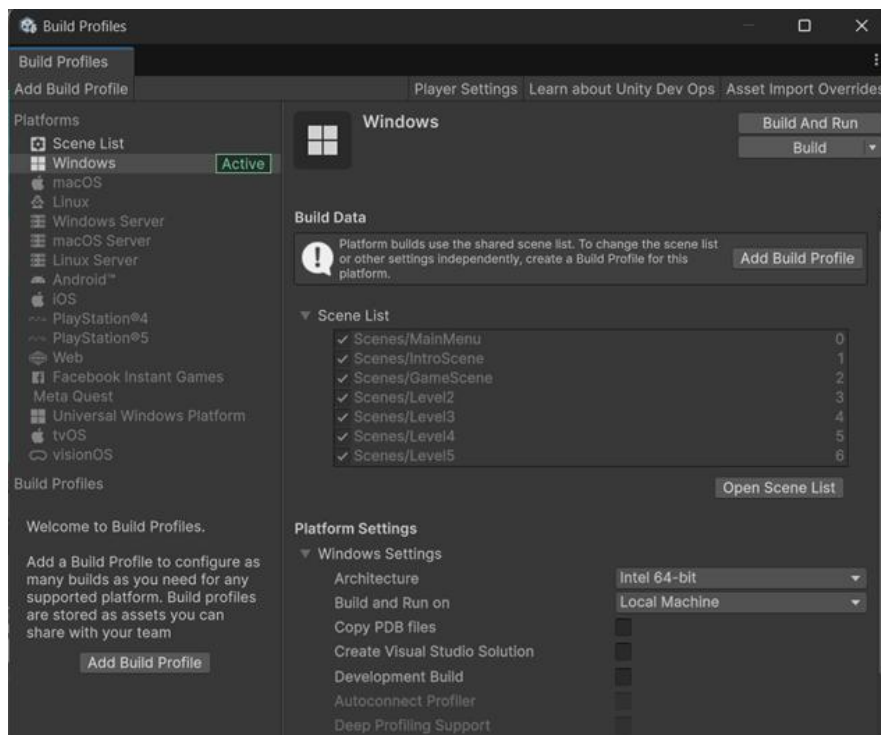 Build Profiles
Build Profiles
Add Build Profile
Player Settings
Learn about Unity Dev Ops
Asset Import Overrides
Platforms
Scene List
Windows
Active
macOS
Linux
Windows Server
macOS Server
Linux Server
Android™
iOS
PlayStation®4
PlayStation®5
Web
Facebook Instant Games
Meta Quest
Universal Windows Platform
tvOS
visionOS
Build Profiles
Welcome to Build Profiles.
Add a Build Profile to configure as
many builds as you need for any
supported platform. Build profiles
are stored as assets you can
share with your team
Add Build Profile
Windows
Build And Run
Build
Build Data
Platform builds use the shared scene list. To change the scene list
or other settings independently, create a Build Profile for this
platform.
Add Build Profile
Scene List
Scenes/MainMenu 0
Scenes/IntroScene 1
Scenes/GameScene 2
Scenes/Level2 3
Scenes/Level3 4
Scenes/Level4 5
Scenes/Level5 6
Open Scene List
Platform Settings
Windows Settings
Architecture Intel 64-bit
Build and Run on Local Machine
Copy PDB files
Create Visual Studio Solution
Development Build
Autoconnect Profiler
Deep Profiling Support